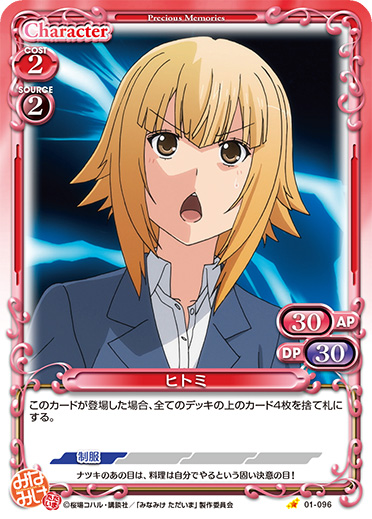 Precious Memories
Character
COST
2
SOURCE
2
30 AP
DP 30
ヒトミ
このカードが登場した場合、全てのデッキの上のカード4枚を捨て札に
する。
制服
ナツキのあの目は、料理は自分でやるという固い決意の目!
みなみけ
ただいま
©桜場コハル・講談社/「みなみけ ただいま」製作委員会
01-096